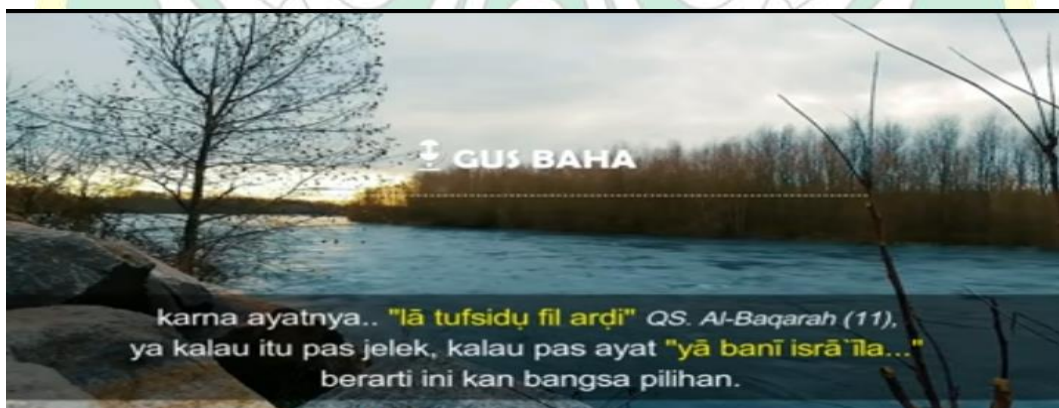 GUS BAHA
karna ayatnya.. "lā tufsidụ fil arḍi" QS. Al-Baqarah (11),
ya kalau itu pas jelek, kalau pas ayat "yā banī isrā`īla..."
berarti ini kan bangsa pilihan.